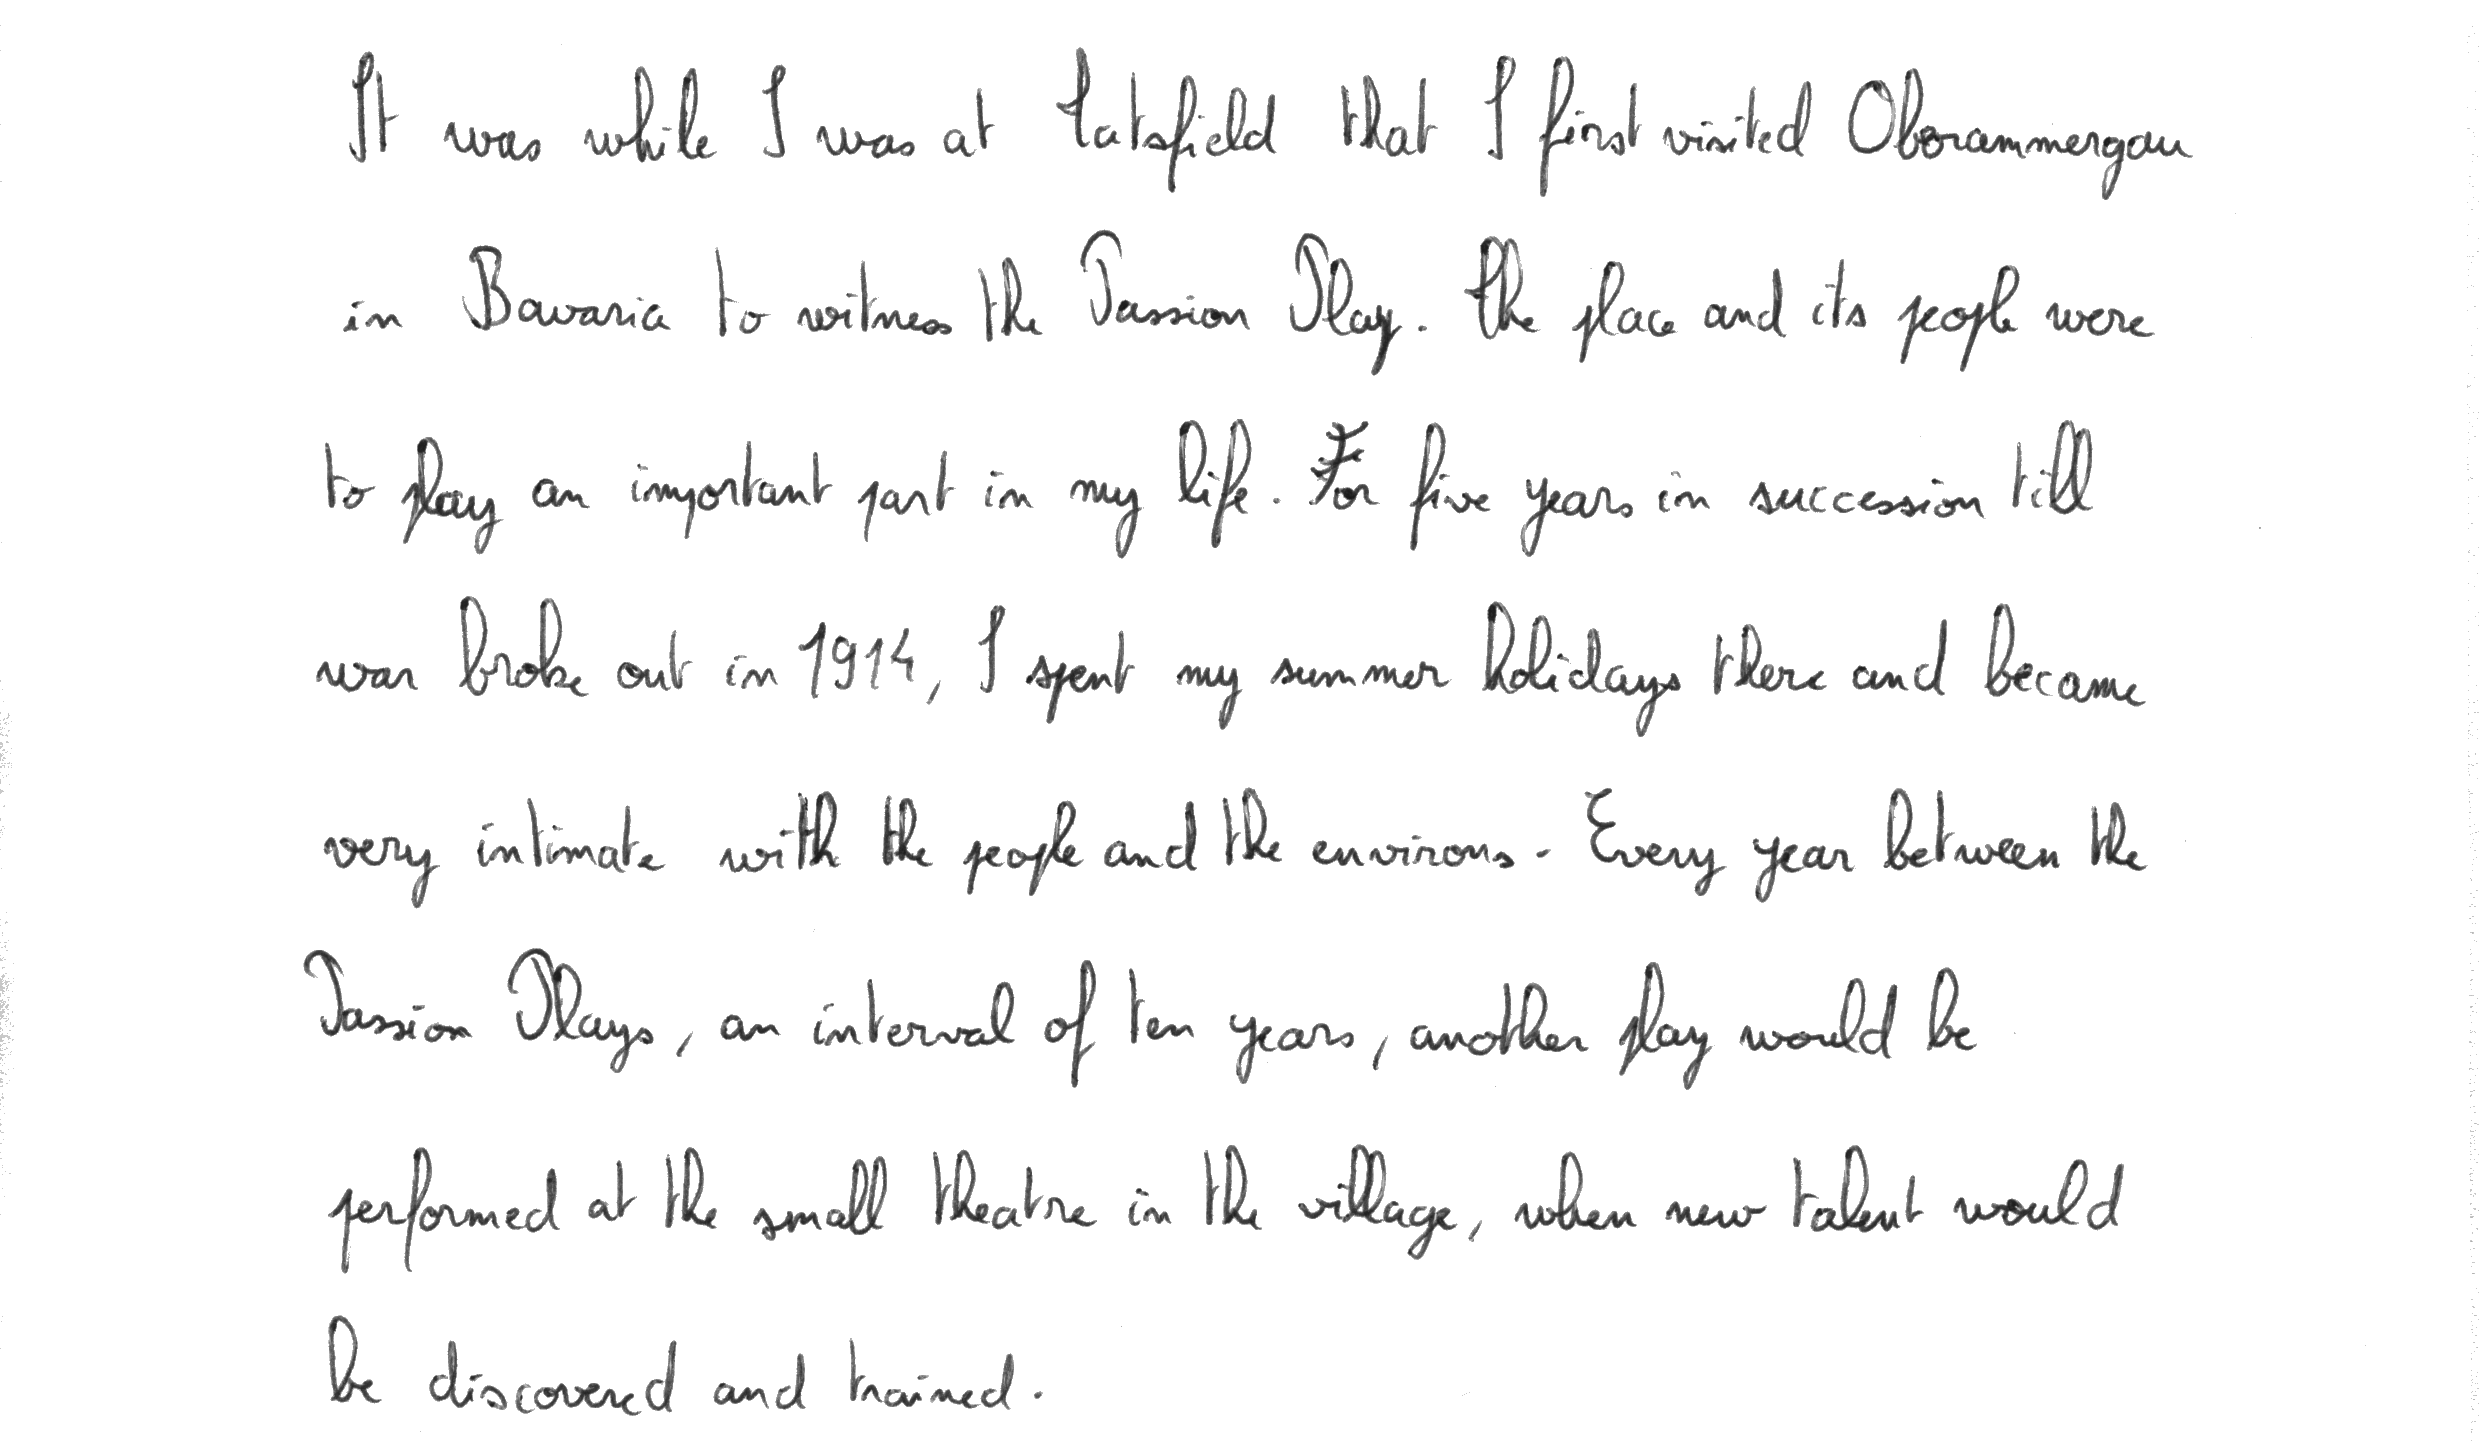 It was while I was at Tatsfield that I first visited Oborammergau
in Bavaria to witness the Passion Play. The place and its people were
to play an important part in my life. For five years in succession till
war broke out in 1914, I spent my summer holidays there and became
very intimate with the people and the environs. Every year between the
Passion Plays, an interval of ten years, another play would be
performed at the small theatre in the village, when new talent would
be discovered and trained.